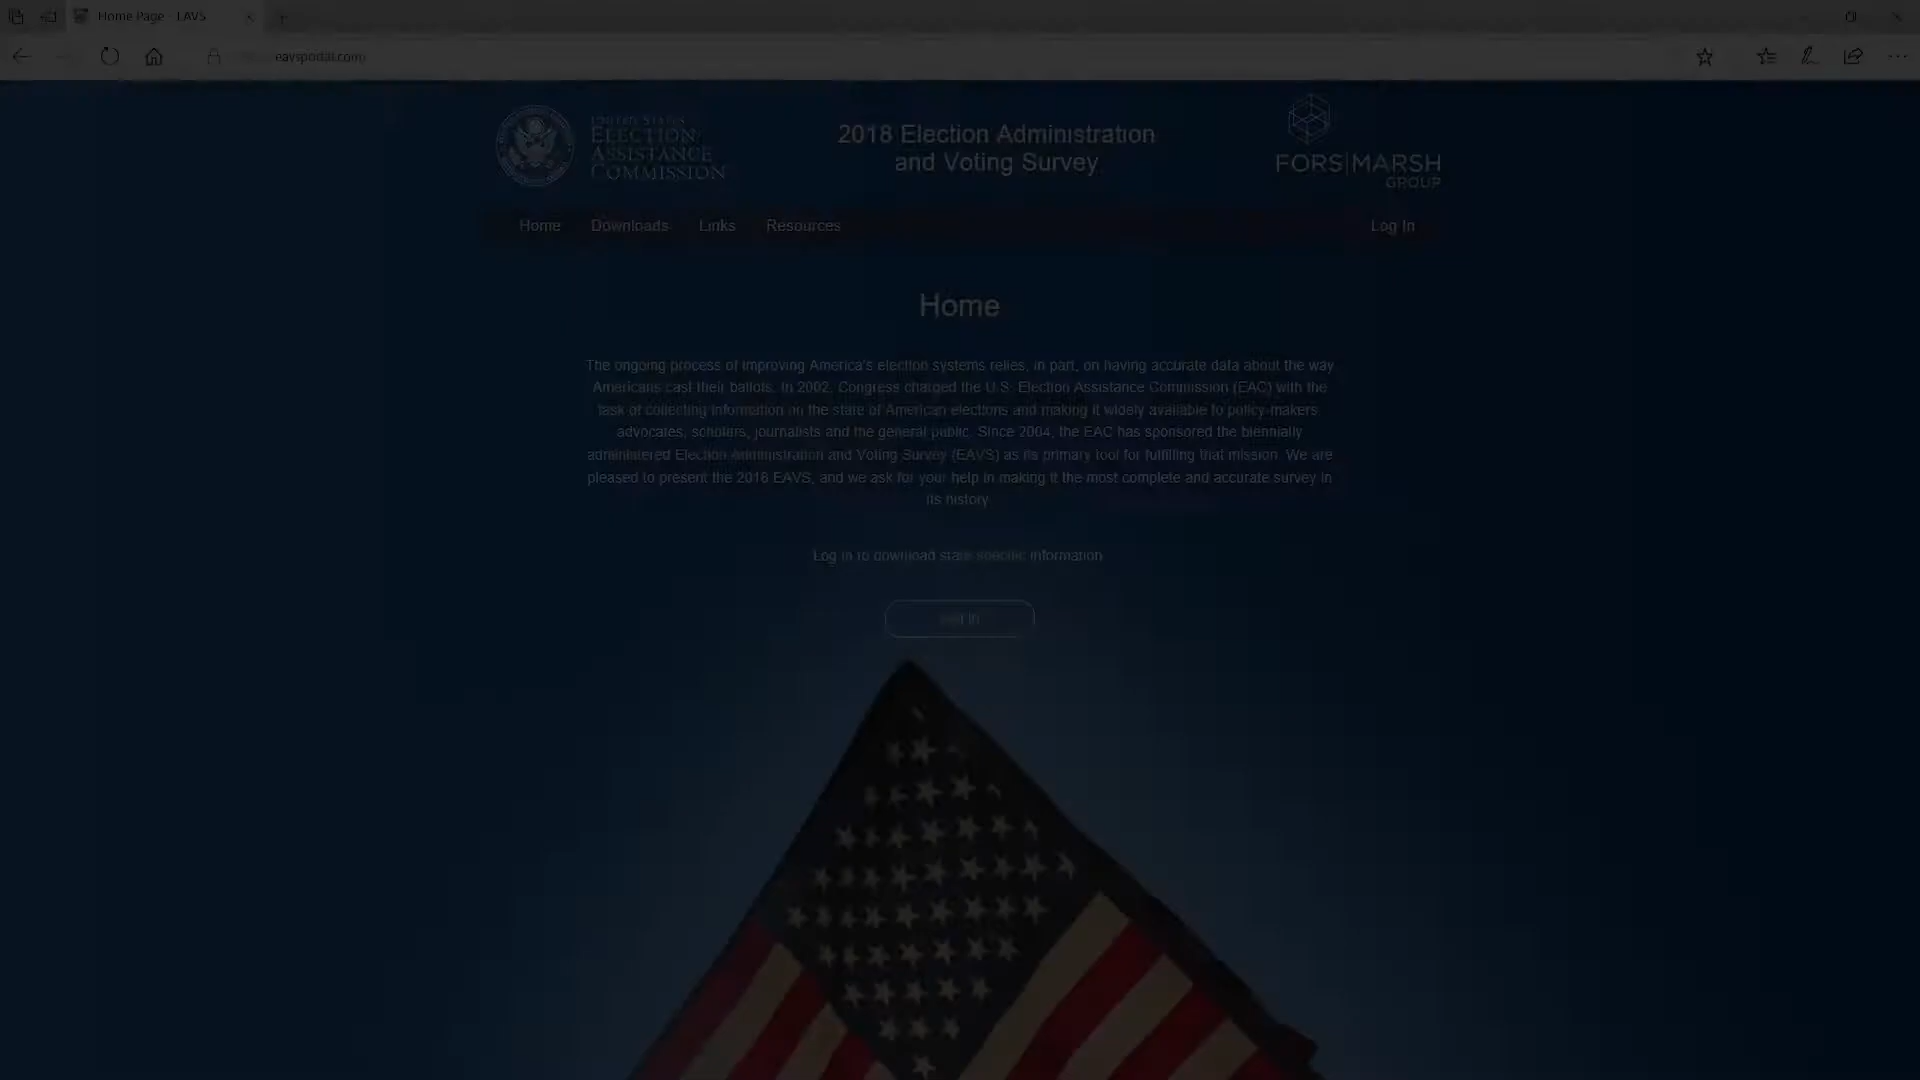 Home Page - EAVS
eavsportal.com
UNITED STATES
ELECTION
ASSISTANCE
COMMISSION
2018 Election Administration
and Voting Survey
FORS|MARSH
GROUP
Home Downloads Links Resources Log In
Home
The ongoing process of improving America's election systems relies, in part, on having accurate data about the way
Americans cast their ballots. In 2002, Congress charged the U.S. Election Assistance Commission (EAC) with the
task of collecting information on the state of American elections and making it widely available to policy-makers,
advocates, scholars, journalists and the general public. Since 2004, the EAC has sponsored the biennially
administered Election Administration and Voting Survey (EAVS) as its primary tool for fulfilling that mission. We are
pleased to present the 2018 EAVS, and we ask for your help in making it the most complete and accurate survey in
its history.
Log in to download state specific information
Log In